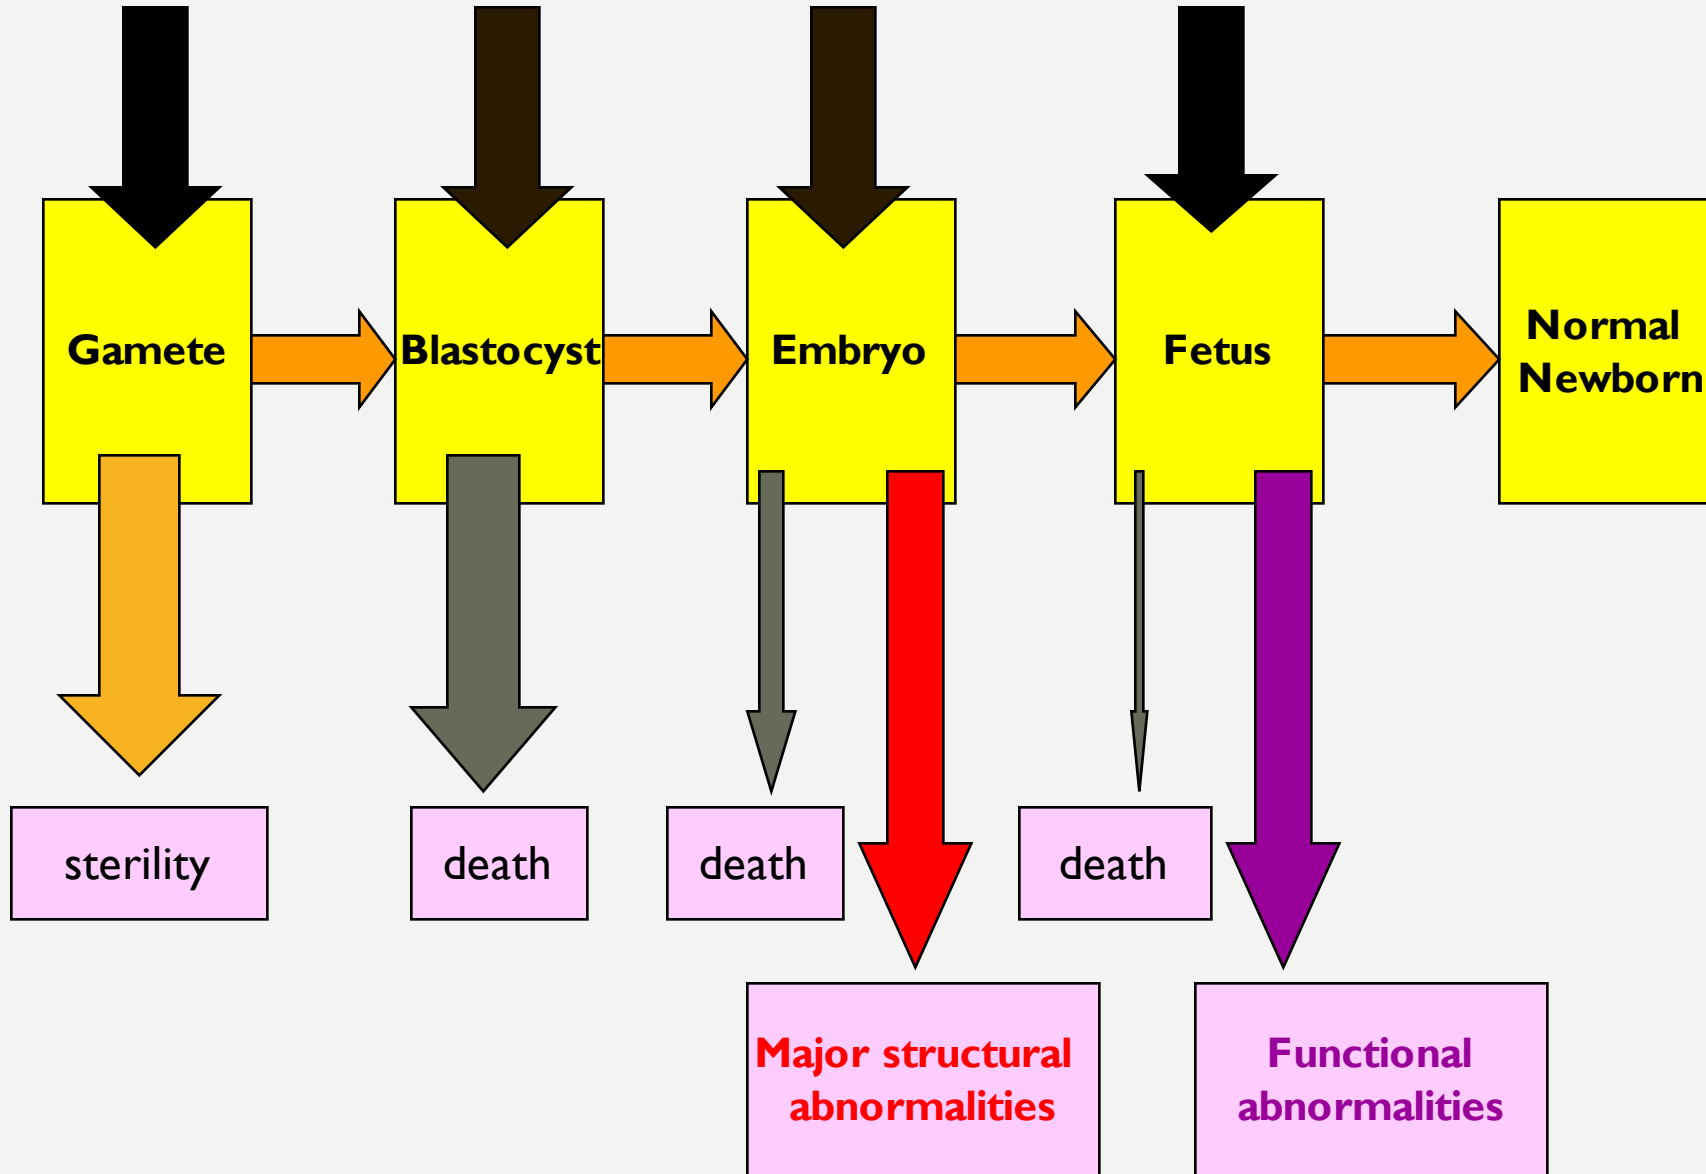 Gamete
Blastocyst
Embryo
Fetus
Normal
Newborn
sterility
death
death
death
Major structural
abnormalities
Functional
abnormalities